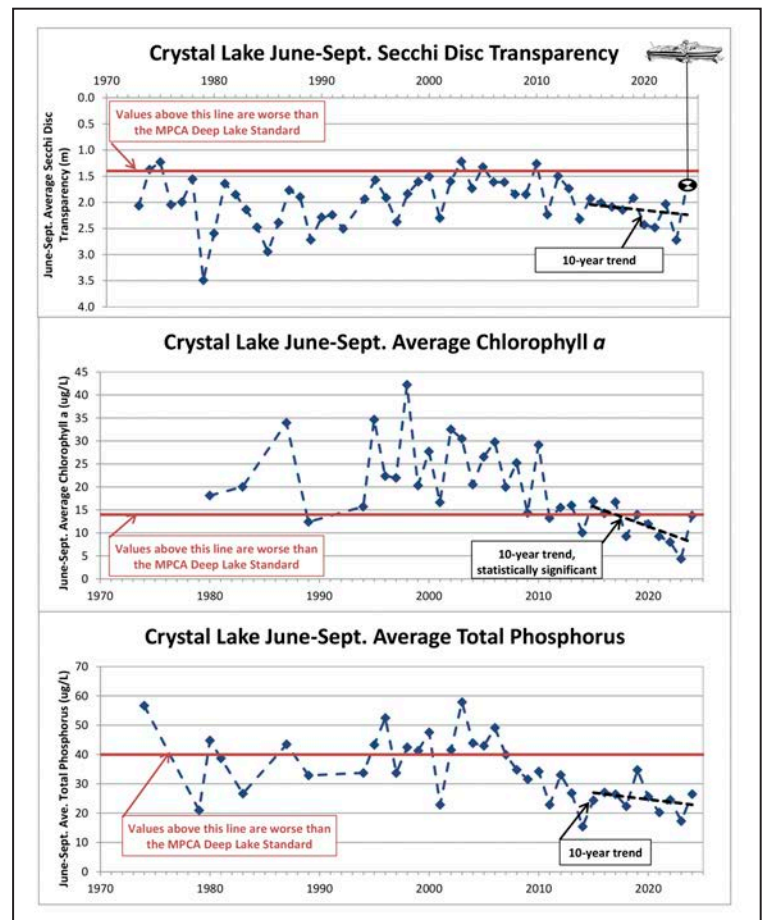 Crystal Lake June-Sept. Secchi Disc Transparency
1970 1980 1990 2000 2010 2020
0.0
0.5
1.0
1.5
2.0
2.5
3.0
3.5
4.0
June-Sept. Average Secchi Disc
Transparency (m)
Values above this line are worse than
the MPCA Deep Lake Standard
10-year trend
Crystal Lake June-Sept. Average Chlorophyll a
45
40
35
30
25
20
15
10
5
0
June-Sept. Average Chlorophyll a (ug/L)
Values above this line are worse than
the MPCA Deep Lake Standard
10-year trend,
statistically significant
1970 1980 1990 2000 2010 2020
Crystal Lake June-Sept. Average Total Phosphorus
70
60
50
40
30
20
10
0
June-Sept. Ave. Total Phosphorus (ug/L)
Values above this line are worse than
the MPCA Deep Lake Standard
10-year trend
1970 1980 1990 2000 2010 2020